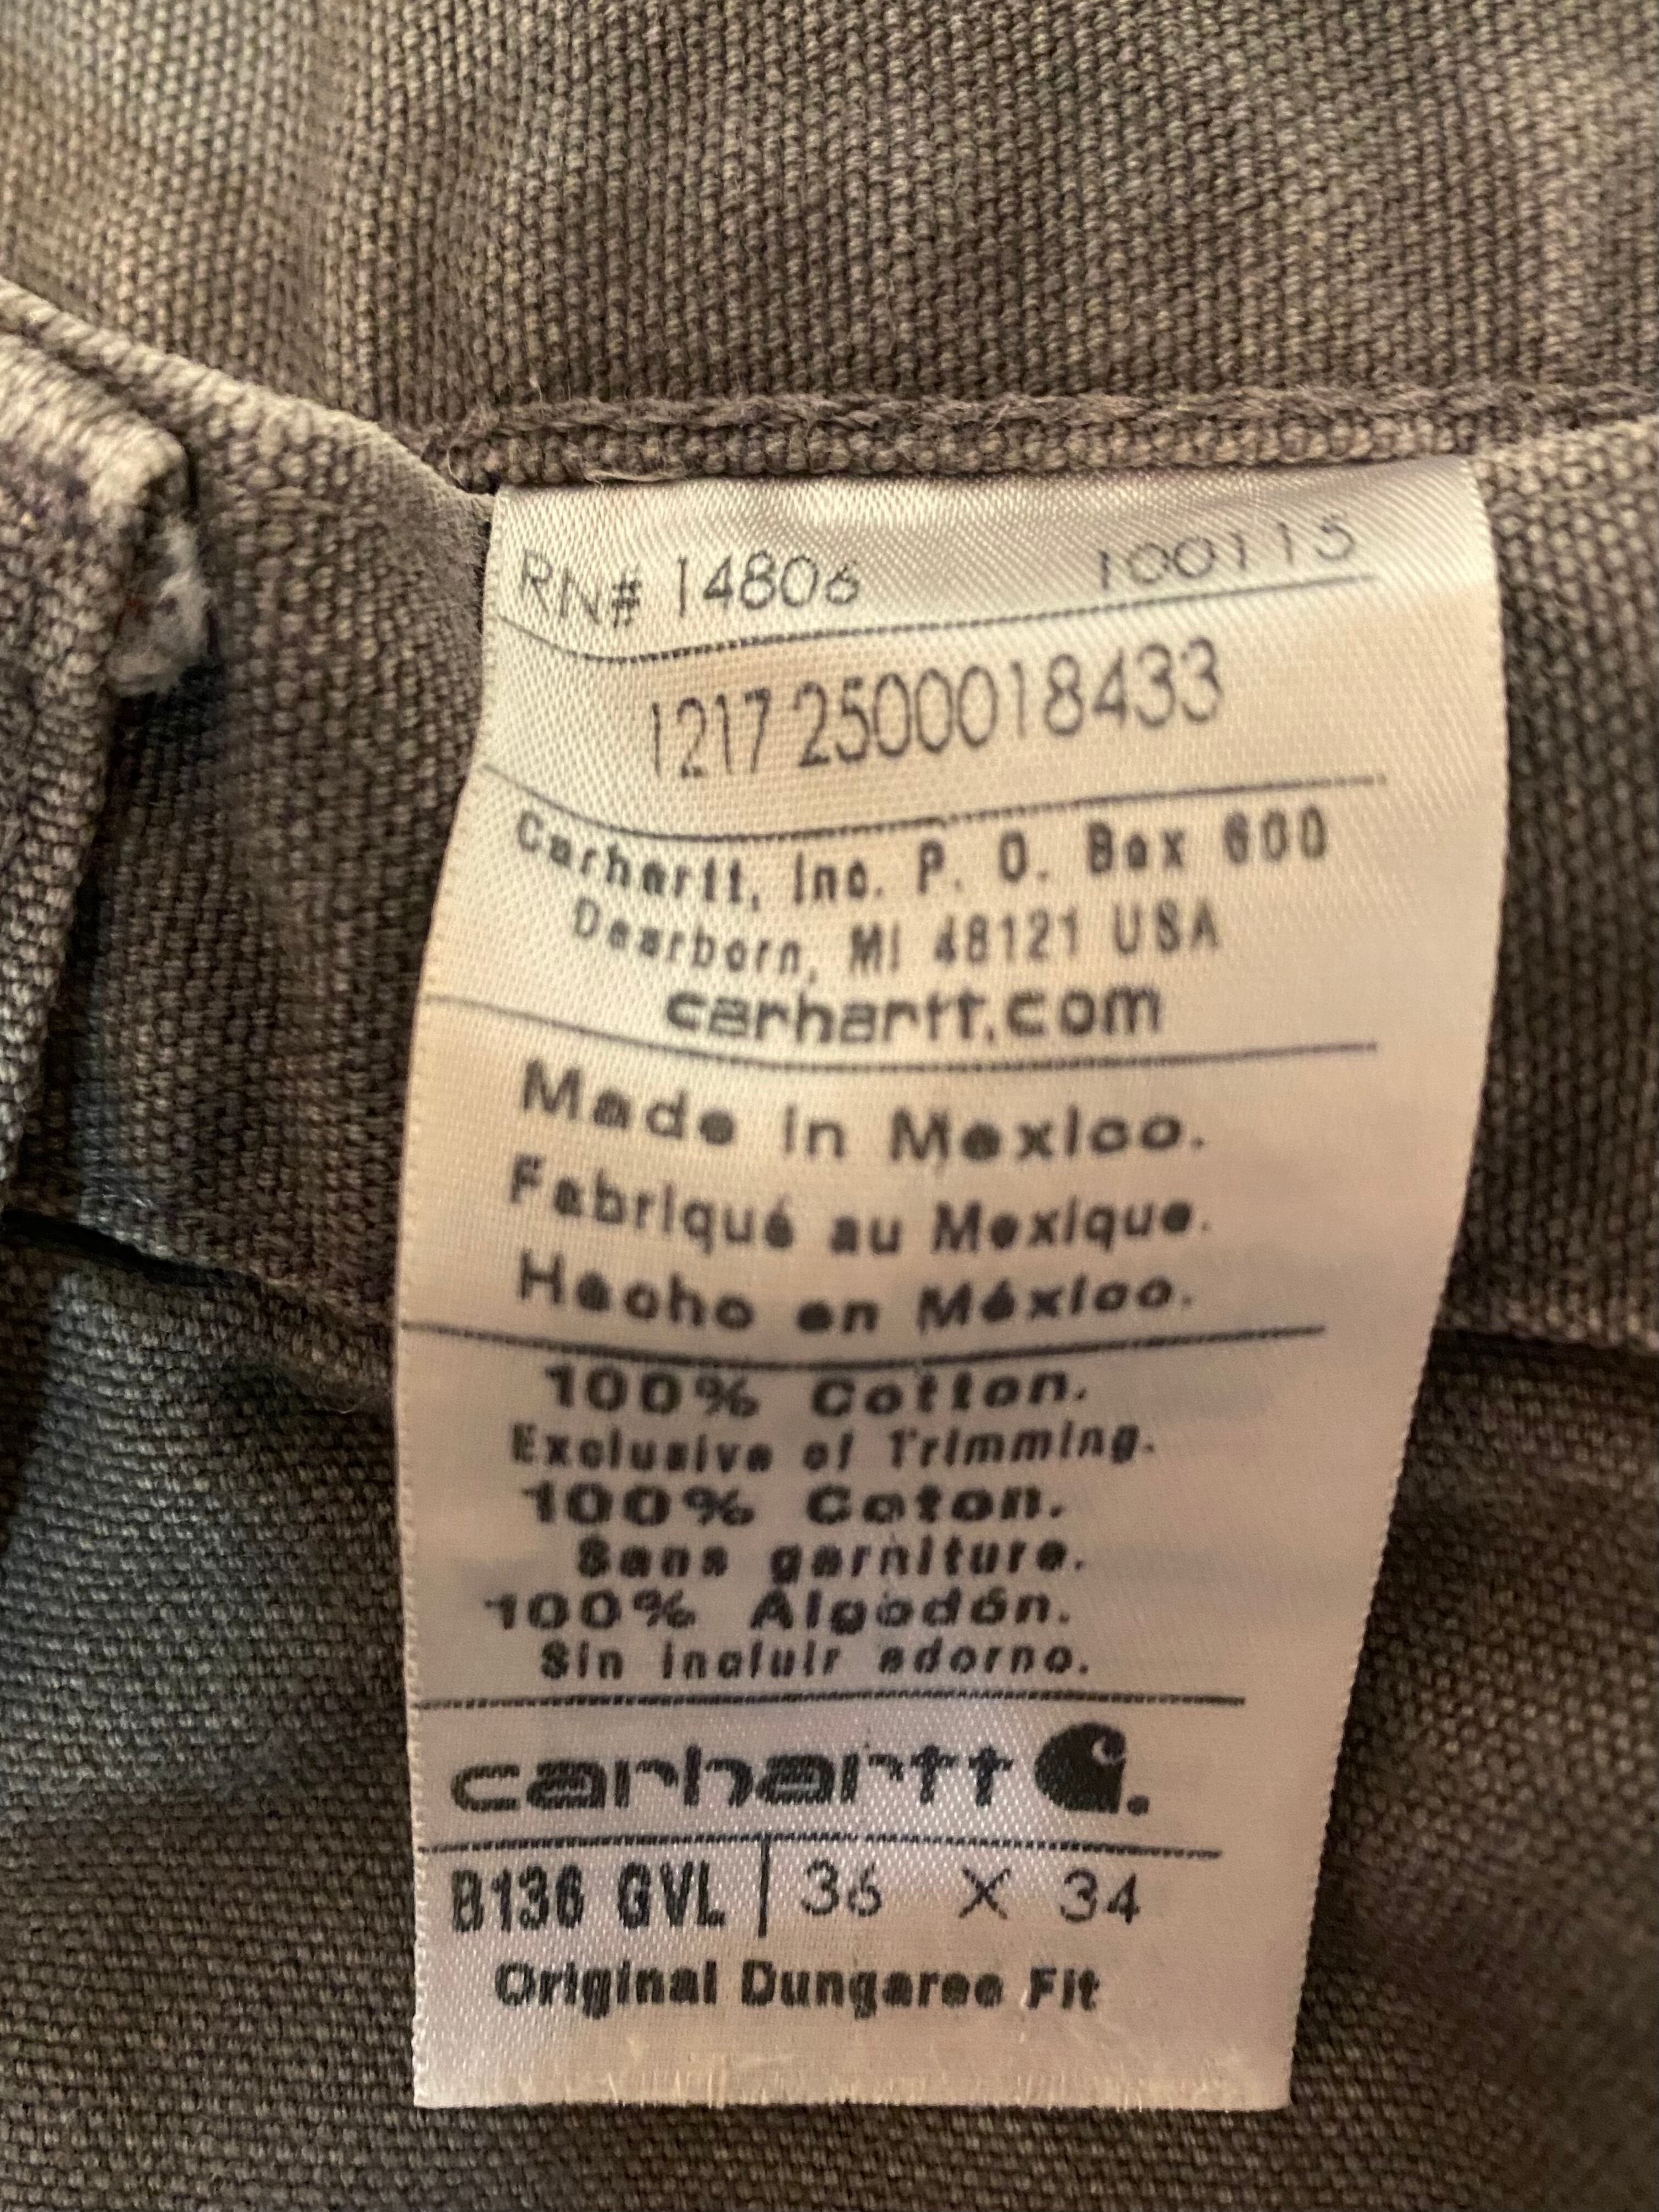 RN# 14806 100115
1217 2500018433
Carhartt, Inc. P. O. Box 600
Dearborn, MI 48121 USA
carhartt.com
Made in Mexico.
Fabriqué au Mexique.
Hecho en México.
100% Cotton.
Exclusive of Trimming.
100% Coton.
Sans garniture.
100% Algodón.
Sin incluir adorno.
carhartt
B136 GVL | 36 X 34
Original Dungaree Fit